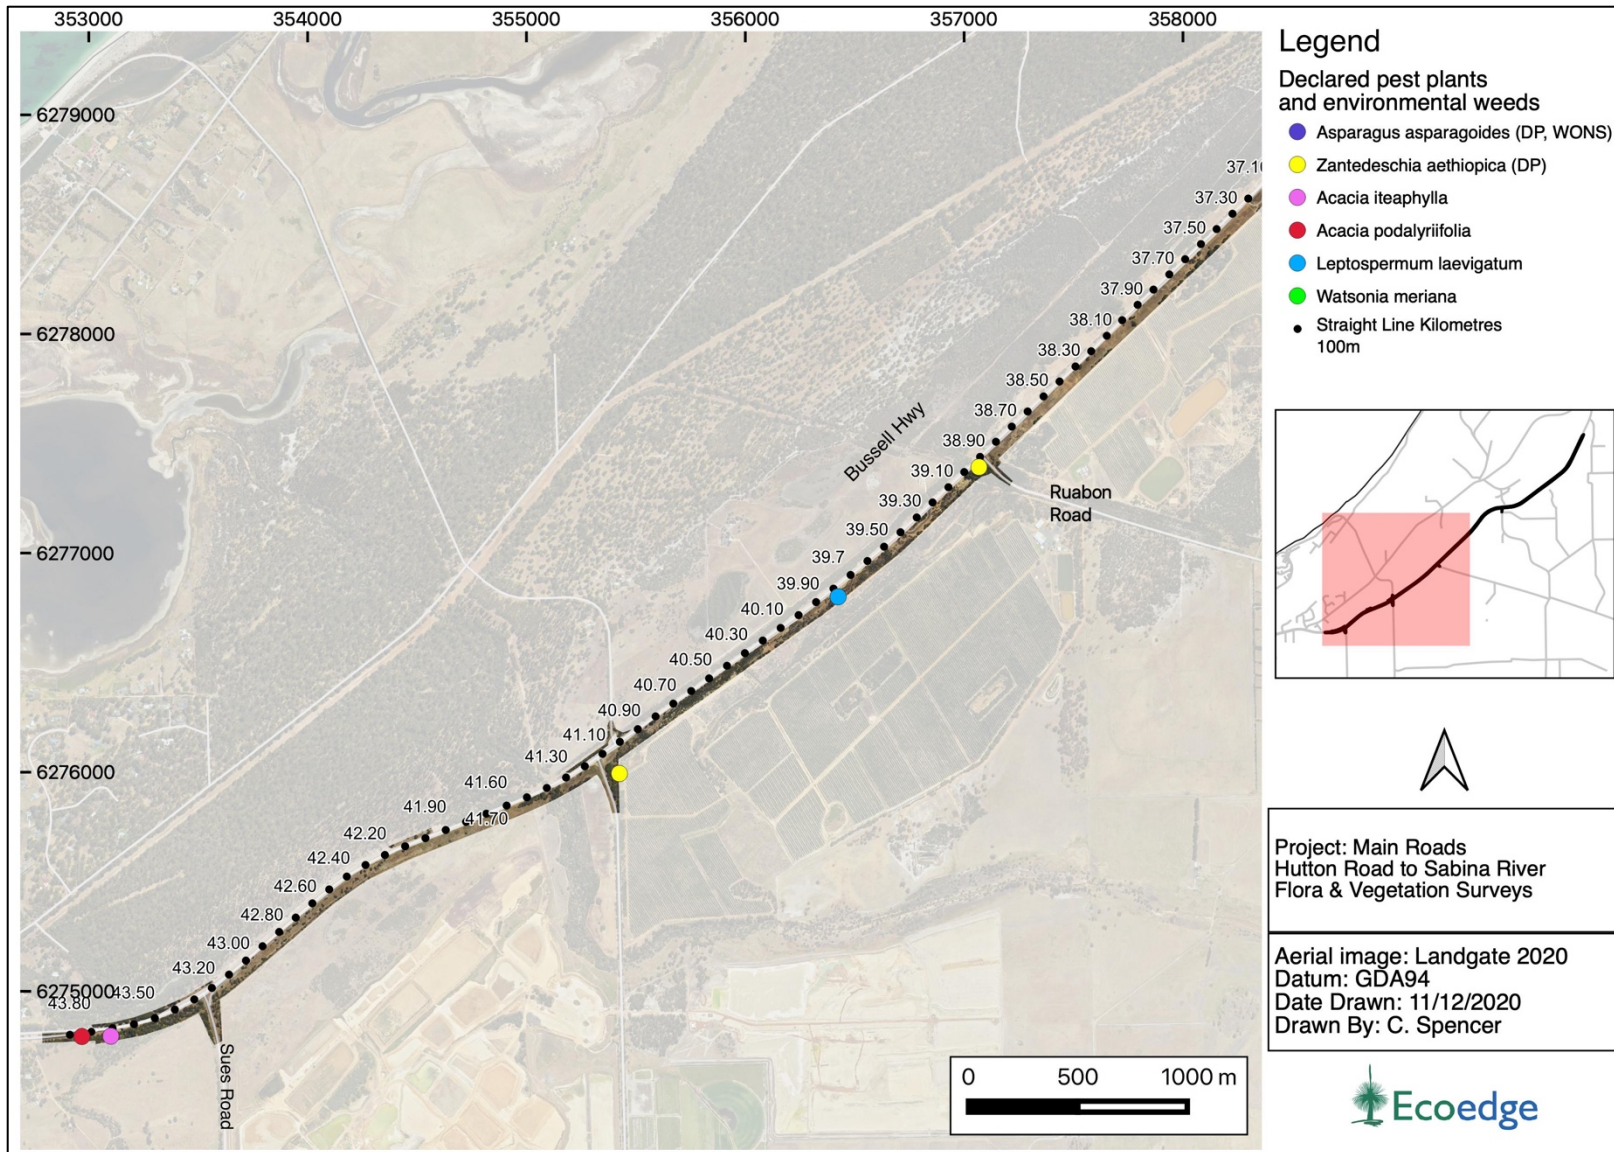 353000 354000 355000 356000 357000 358000
6279000
6278000
6277000
6276000
6275000
37.10
37.30
37.50
37.70
37.90
38.10
38.30
38.50
38.70
38.90
39.10
39.30
39.50
39.7
39.90
40.10
40.30
40.50
40.70
40.90
41.10
41.30
41.60
41.70
41.90
42.20
42.40
42.60
42.80
43.00
43.20
43.50
43.80
Bussell Hwy
Ruabon
Road
Sues Road
0 500 1000 m
Legend
Declared pest plants
and environmental weeds
Asparagus asparagoides (DP, WONS)
Zantedeschia aethiopica (DP)
Acacia iteaphylla
Acacia podalyriifolia
Leptospermum laevigatum
Watsonia meriana
Straight Line Kilometres
100m
Project: Main Roads
Hutton Road to Sabina River
Flora & Vegetation Surveys
Aerial image: Landgate 2020
Datum: GDA94
Date Drawn: 11/12/2020
Drawn By: C. Spencer
Ecoedge